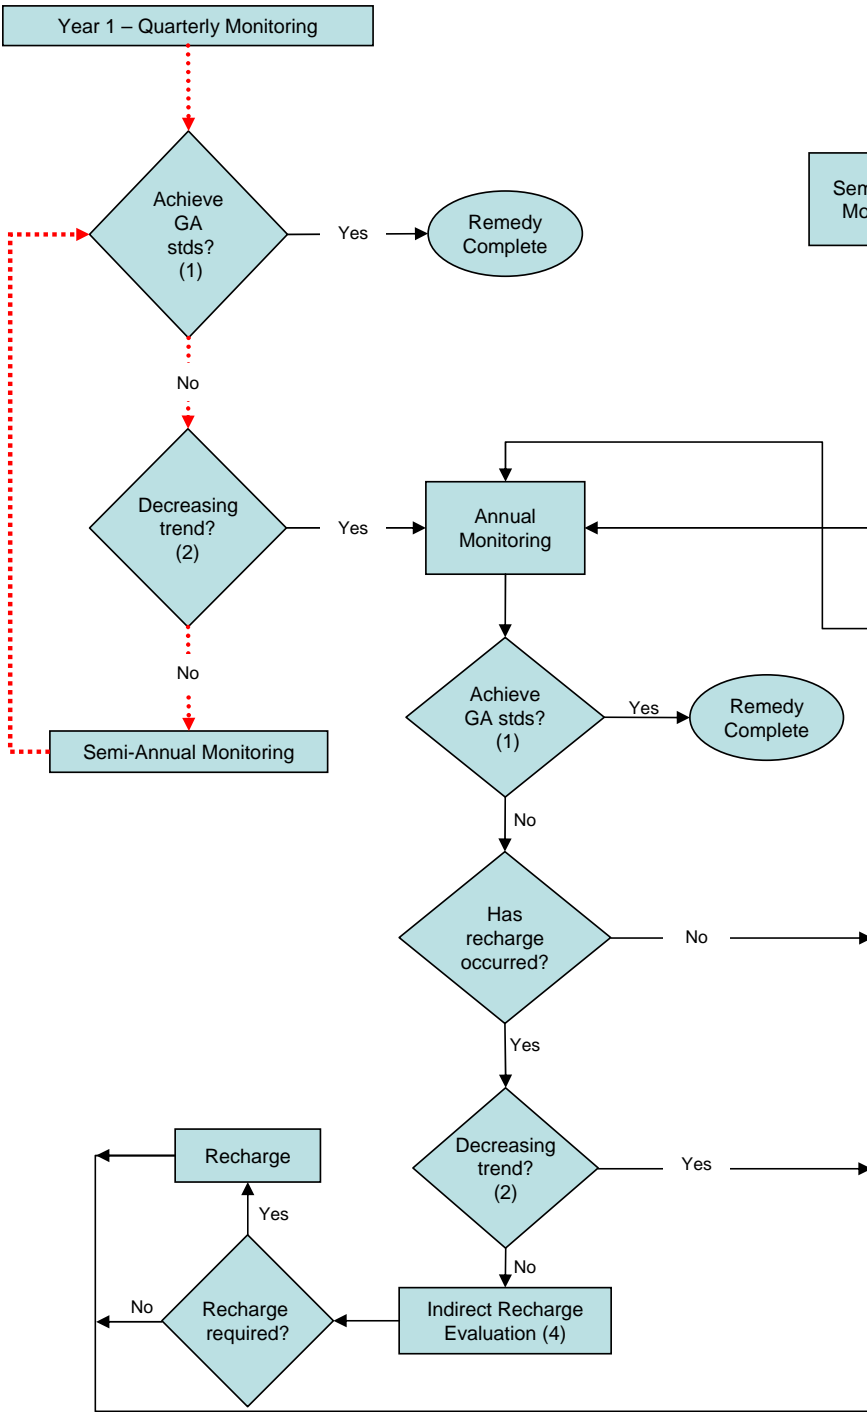 Year 1 – Quarterly Monitoring
Achieve
GA
stds?
(1)
Yes
Remedy
Complete
No
Decreasing
trend?
(2)
Yes
Annual
Monitoring
No
Semi-Annual Monitoring
Achieve
GA stds?
(1)
Yes
Remedy
Complete
No
Has
recharge
occurred?
No
Yes
Decreasing
trend?
(2)
Yes
No
Indirect Recharge
Evaluation (4)
Recharge
required?
Yes
No
Recharge
Sem
Mo